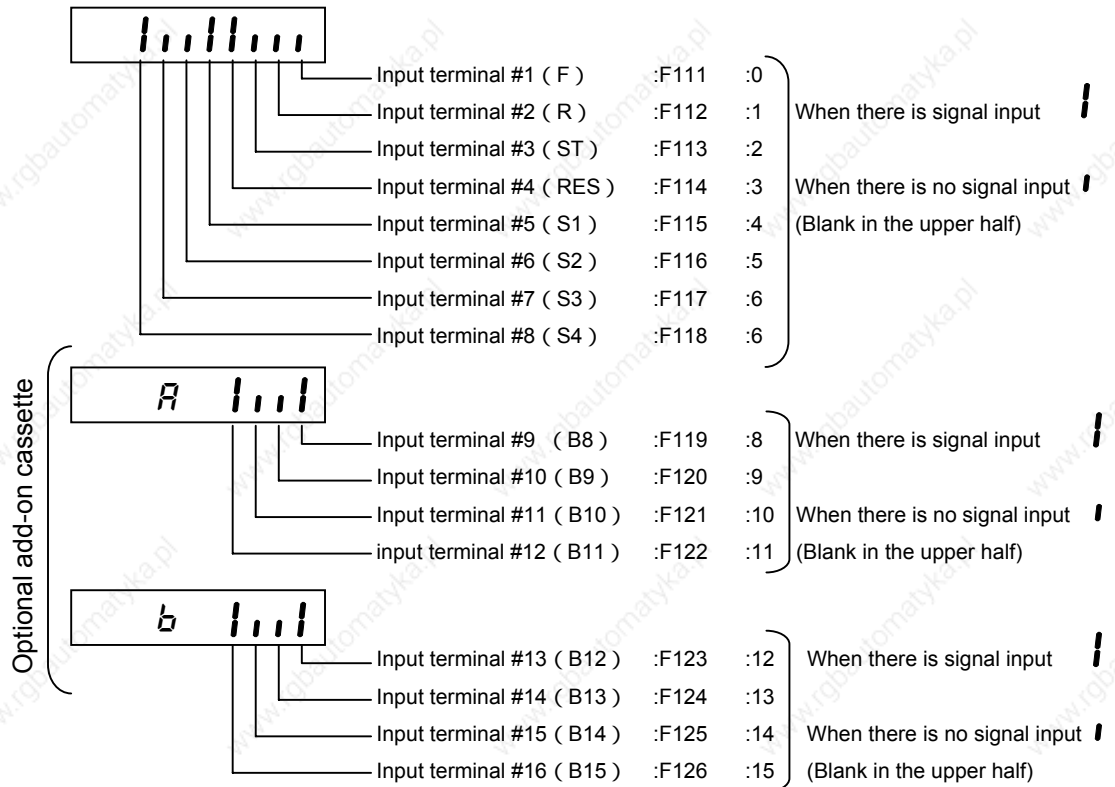 Input terminal #1 ( F ) :F111 :0
Input terminal #2 ( R ) :F112 :1 When there is signal input
Input terminal #3 ( ST ) :F113 :2
Input terminal #4 ( RES ) :F114 :3 When there is no signal input
Input terminal #5 ( S1 ) :F115 :4 (Blank in the upper half)
Input terminal #6 ( S2 ) :F116 :5
Input terminal #7 ( S3 ) :F117 :6
Input terminal #8 ( S4 ) :F118 :6
Optional add-on cassette
A
Input terminal #9 ( B8 ) :F119 :8 When there is signal input
Input terminal #10 ( B9 ) :F120 :9
Input terminal #11 ( B10 ) :F121 :10 When there is no signal input
input terminal #12 ( B11 ) :F122 :11 (Blank in the upper half)
b
Input terminal #13 ( B12 ) :F123 :12 When there is signal input
Input terminal #14 ( B13 ) :F124 :13
Input terminal #15 ( B14 ) :F125 :14 When there is no signal input
Input terminal #16 ( B15 ) :F126 :15 (Blank in the upper half)
www.rgbautomatyka.pl